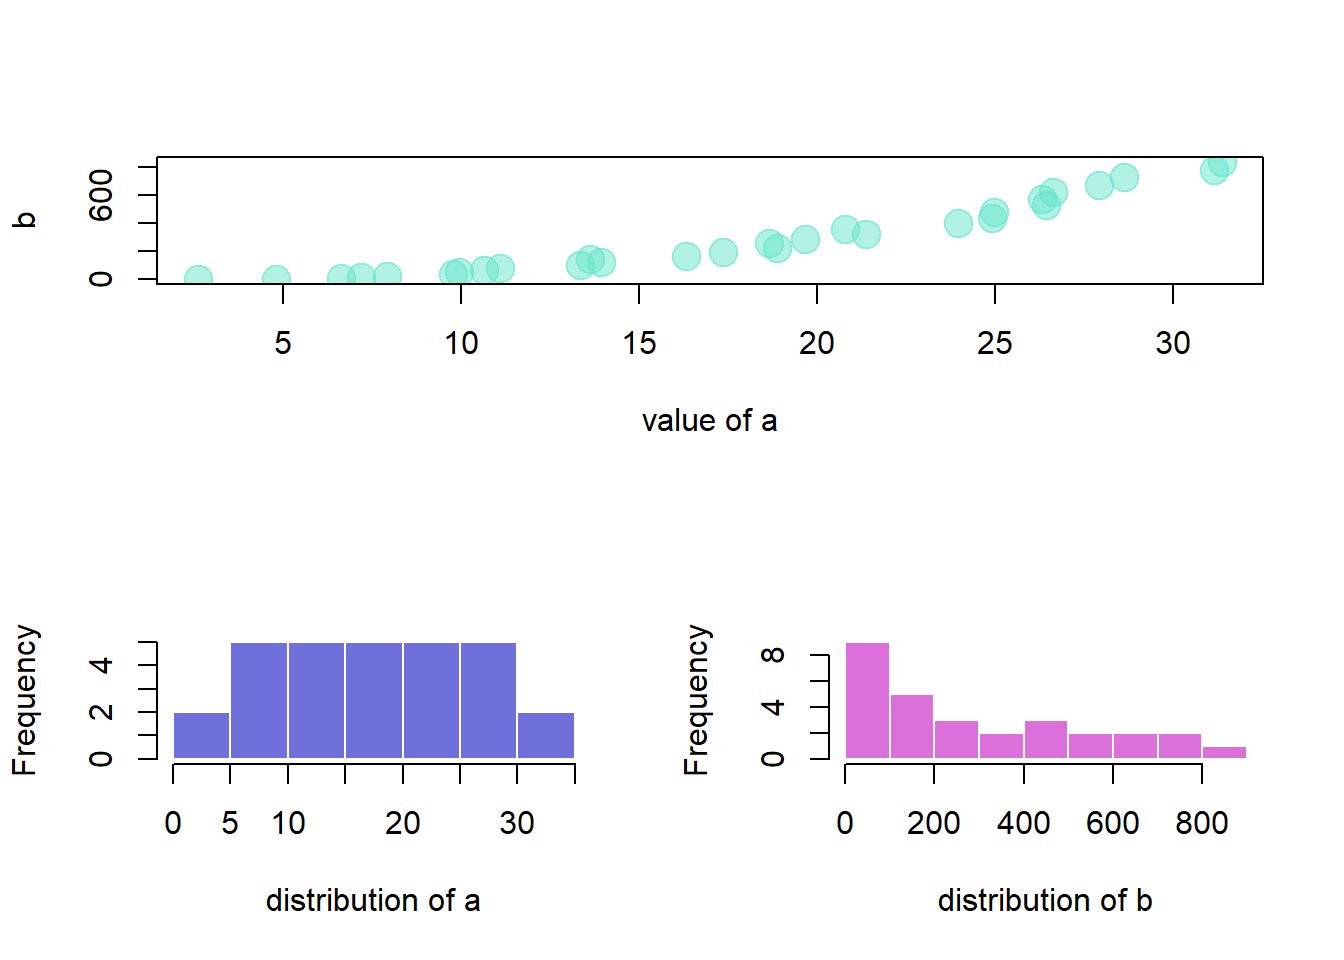 b
600
0
5 10 15 20 25 30
value of a
Frequency
4
2
0
0 5 10 20 30
distribution of a
Frequency
8
4
0
0 200 400 600 800
distribution of b